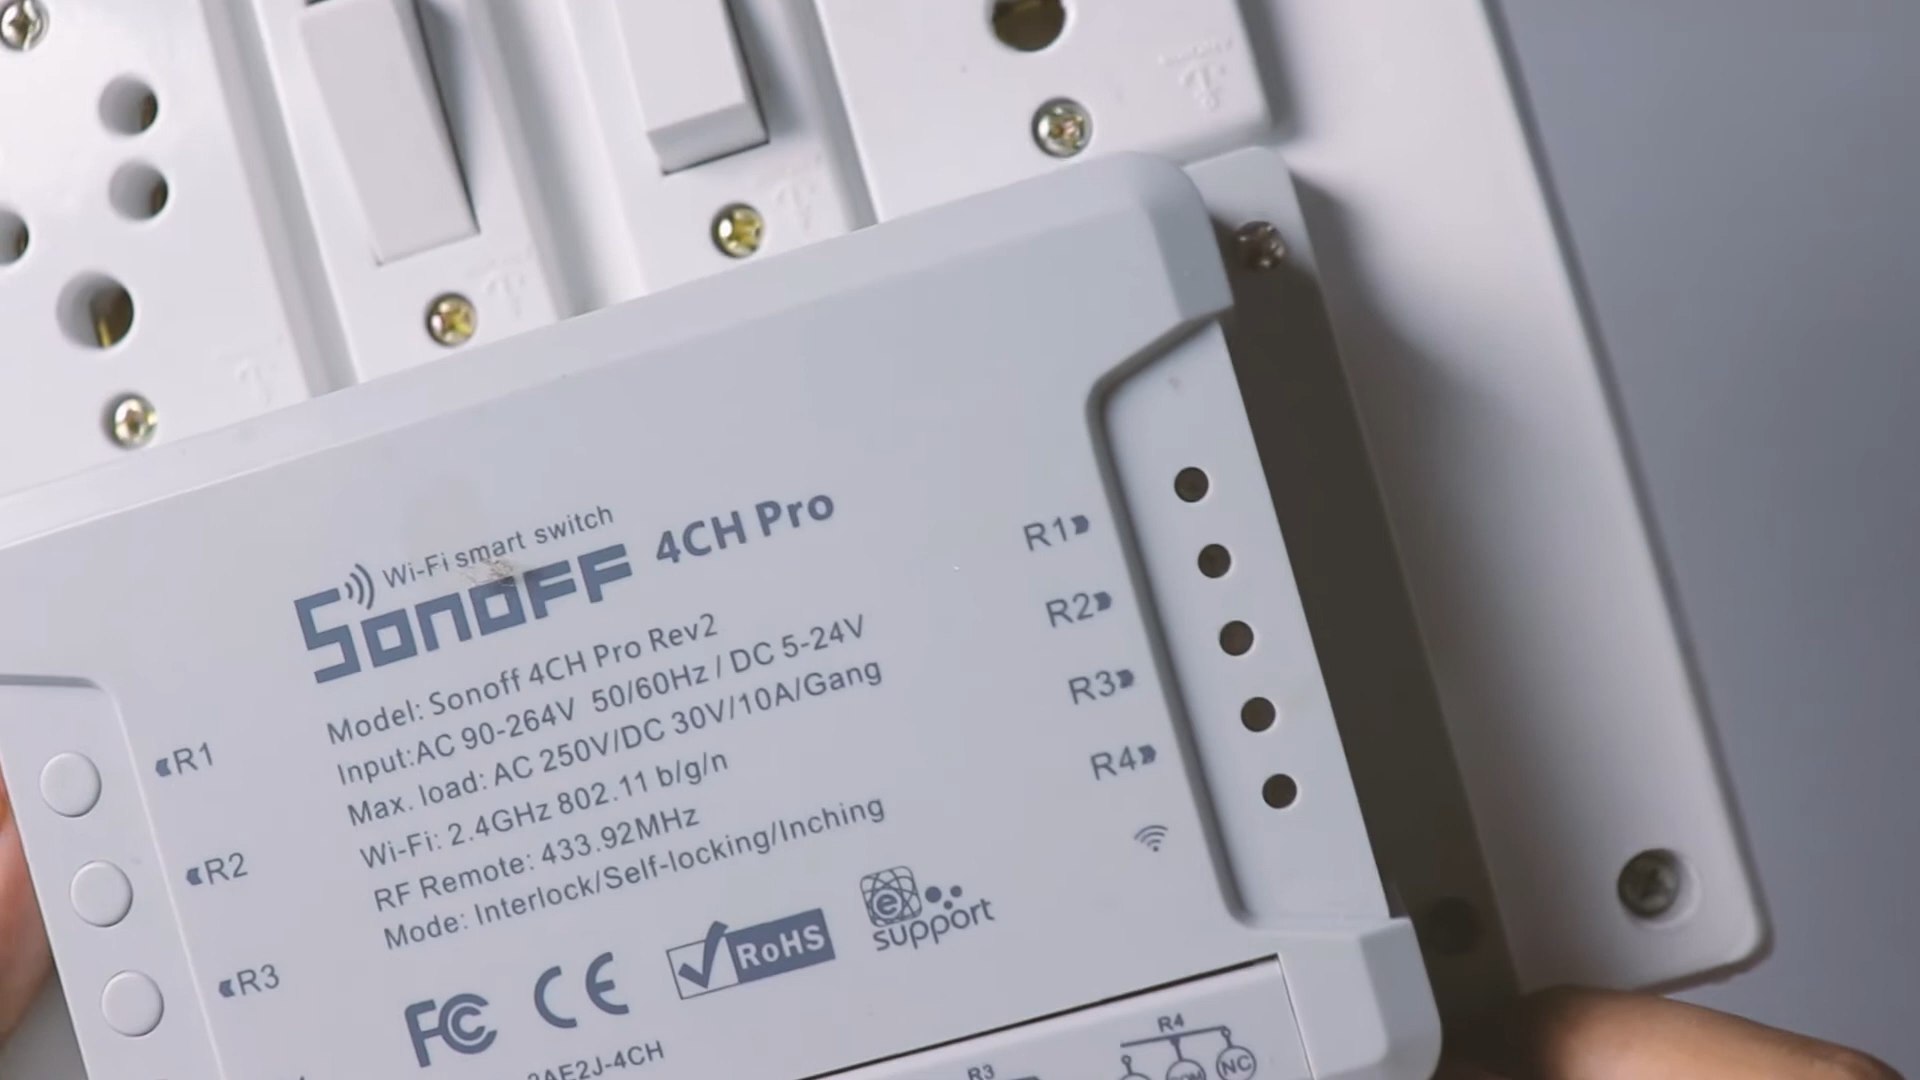 Wi-Fi smart switch
SONOFF 4CH Pro
Model: Sonoff 4CH Pro Rev2
Input:AC 90-264V 50/60Hz / DC 5-24V
Max. load: AC 250V/DC 30V/10A/Gang
Wi-Fi: 2.4GHz 802.11 b/g/n
RF Remote: 433.92MHz
Mode: Interlock/Self-locking/Inching
R1
R2
R3
R1
R2
R3
R4
FC CE RoHS e support
2AE2J-4CH
R3
R4
NC